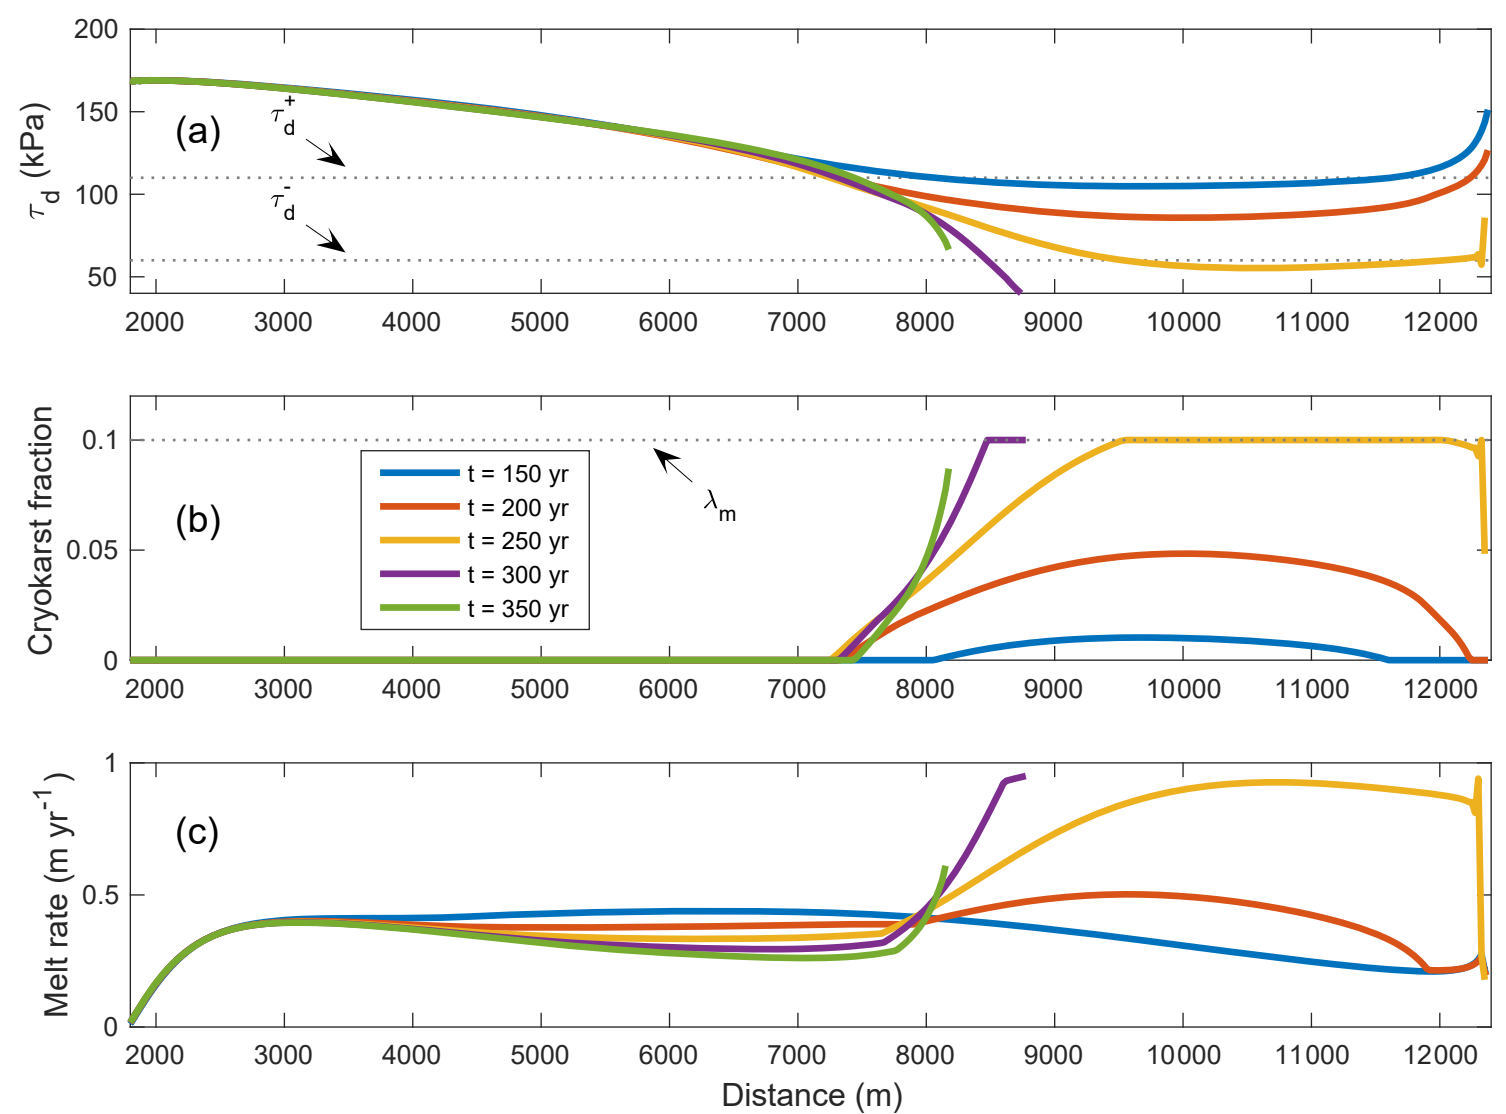 200
150
100
50
τd (kPa)
(a)
τd+
τd-
2000 3000 4000 5000 6000 7000 8000 9000 10000 11000 12000
0.1
0.05
0
Cryokarst fraction
(b)
λm
t = 150 yr
t = 200 yr
t = 250 yr
t = 300 yr
t = 350 yr
2000 3000 4000 5000 6000 7000 8000 9000 10000 11000 12000
1
0.5
0
Melt rate (m yr-1)
(c)
2000 3000 4000 5000 6000 7000 8000 9000 10000 11000 12000
Distance (m)